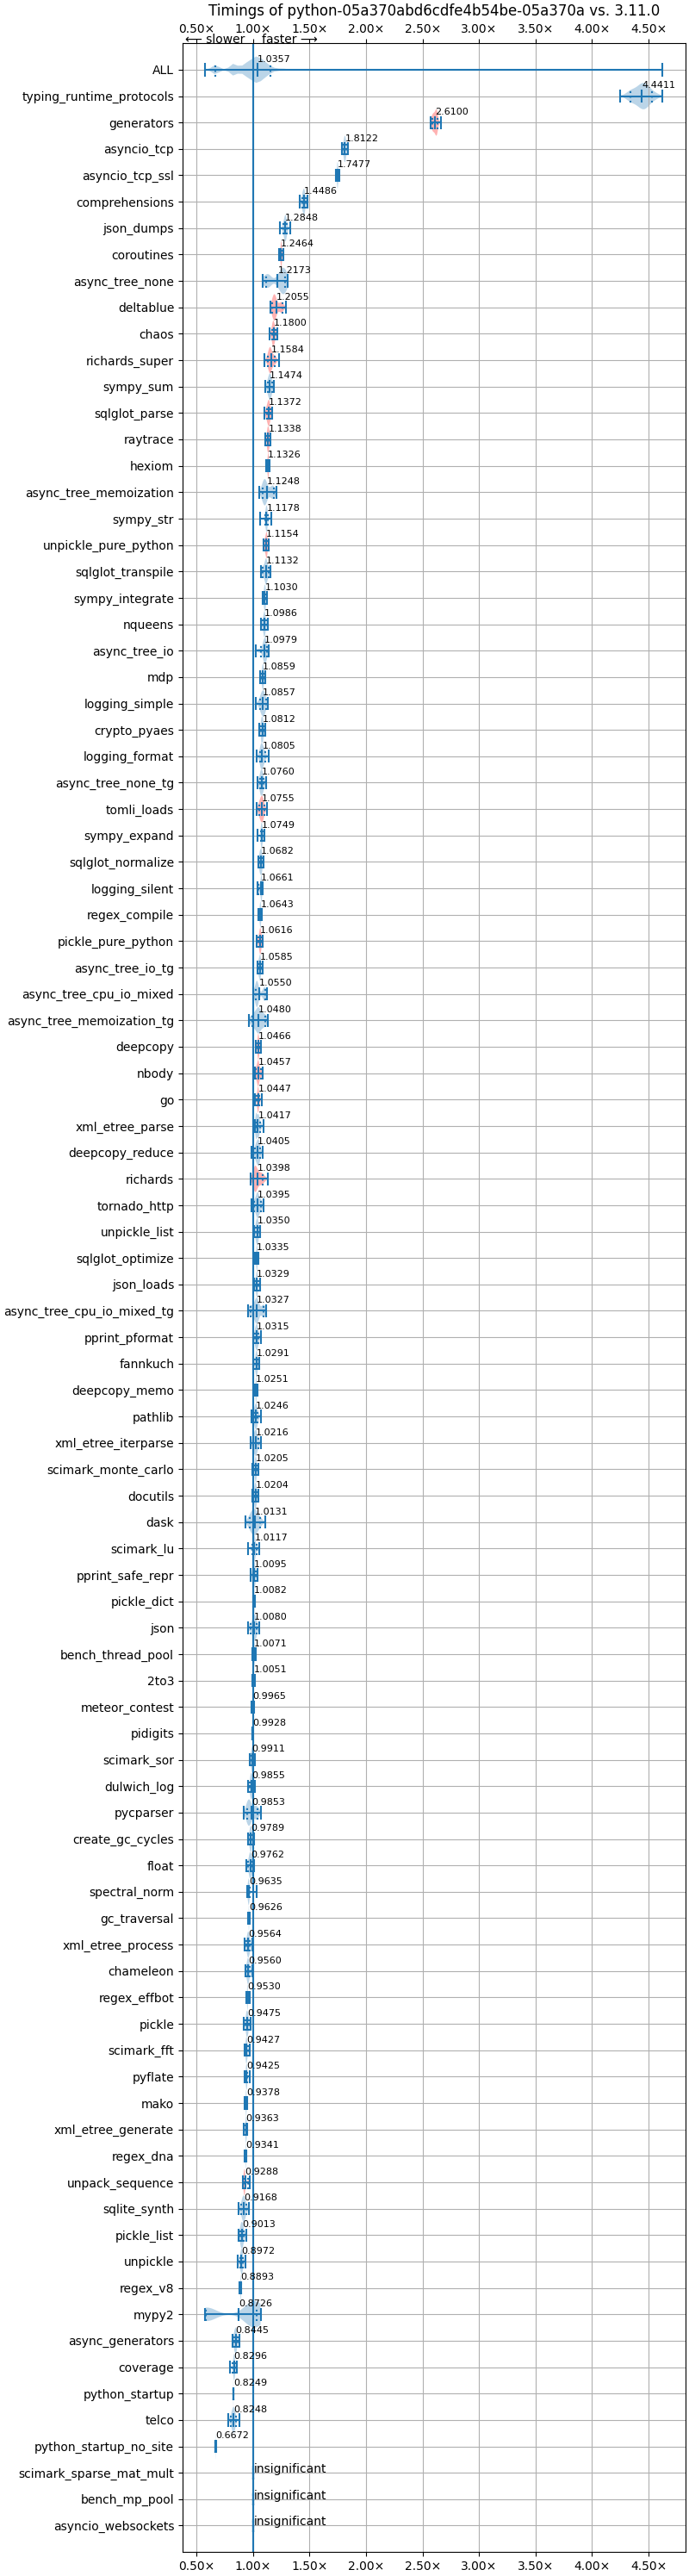 Timings of python-05a370abd6cdfe4b54be-05a370a vs. 3.11.0
0.50× 1.00× 1.50× 2.00× 2.50× 3.00× 3.50× 4.00× 4.50×
⟵ slower faster ⟶
ALL 1.0357
typing_runtime_protocols 4.4411
generators 2.6100
asyncio_tcp 1.8122
asyncio_tcp_ssl 1.7477
comprehensions 1.4486
json_dumps 1.2848
coroutines 1.2464
async_tree_none 1.2173
deltablue 1.2055
chaos 1.1800
richards_super 1.1584
sympy_sum 1.1474
sqlglot_parse 1.1372
raytrace 1.1338
hexiom 1.1326
async_tree_memoization 1.1248
sympy_str 1.1178
unpickle_pure_python 1.1154
sqlglot_transpile 1.1132
sympy_integrate 1.1030
nqueens 1.0986
async_tree_io 1.0979
mdp 1.0859
logging_simple 1.0857
crypto_pyaes 1.0812
logging_format 1.0805
async_tree_none_tg 1.0760
tomli_loads 1.0755
sympy_expand 1.0749
sqlglot_normalize 1.0682
logging_silent 1.0661
regex_compile 1.0643
pickle_pure_python 1.0616
async_tree_io_tg 1.0585
async_tree_cpu_io_mixed 1.0550
async_tree_memoization_tg 1.0480
deepcopy 1.0466
nbody 1.0457
go 1.0447
xml_etree_parse 1.0417
deepcopy_reduce 1.0405
richards 1.0398
tornado_http 1.0395
unpickle_list 1.0350
sqlglot_optimize 1.0335
json_loads 1.0329
async_tree_cpu_io_mixed_tg 1.0327
pprint_pformat 1.0315
fannkuch 1.0291
deepcopy_memo 1.0251
pathlib 1.0246
xml_etree_iterparse 1.0216
scimark_monte_carlo 1.0205
docutils 1.0204
dask 1.0131
scimark_lu 1.0117
pprint_safe_repr 1.0095
pickle_dict 1.0082
json 1.0080
bench_thread_pool 1.0071
2to3 1.0051
meteor_contest 0.9965
pidigits 0.9928
scimark_sor 0.9911
dulwich_log 0.9855
pycparser 0.9853
create_gc_cycles 0.9789
float 0.9762
spectral_norm 0.9635
gc_traversal 0.9626
xml_etree_process 0.9564
chameleon 0.9560
regex_effbot 0.9530
pickle 0.9475
scimark_fft 0.9427
pyflate 0.9425
mako 0.9378
xml_etree_generate 0.9363
regex_dna 0.9341
unpack_sequence 0.9288
sqlite_synth 0.9168
pickle_list 0.9013
unpickle 0.8972
regex_v8 0.8893
mypy2 0.8726
async_generators 0.8445
coverage 0.8296
python_startup 0.8249
telco 0.8248
python_startup_no_site 0.6672
scimark_sparse_mat_mult insignificant
bench_mp_pool insignificant
asyncio_websockets insignificant
0.50× 1.00× 1.50× 2.00× 2.50× 3.00× 3.50× 4.00× 4.50×